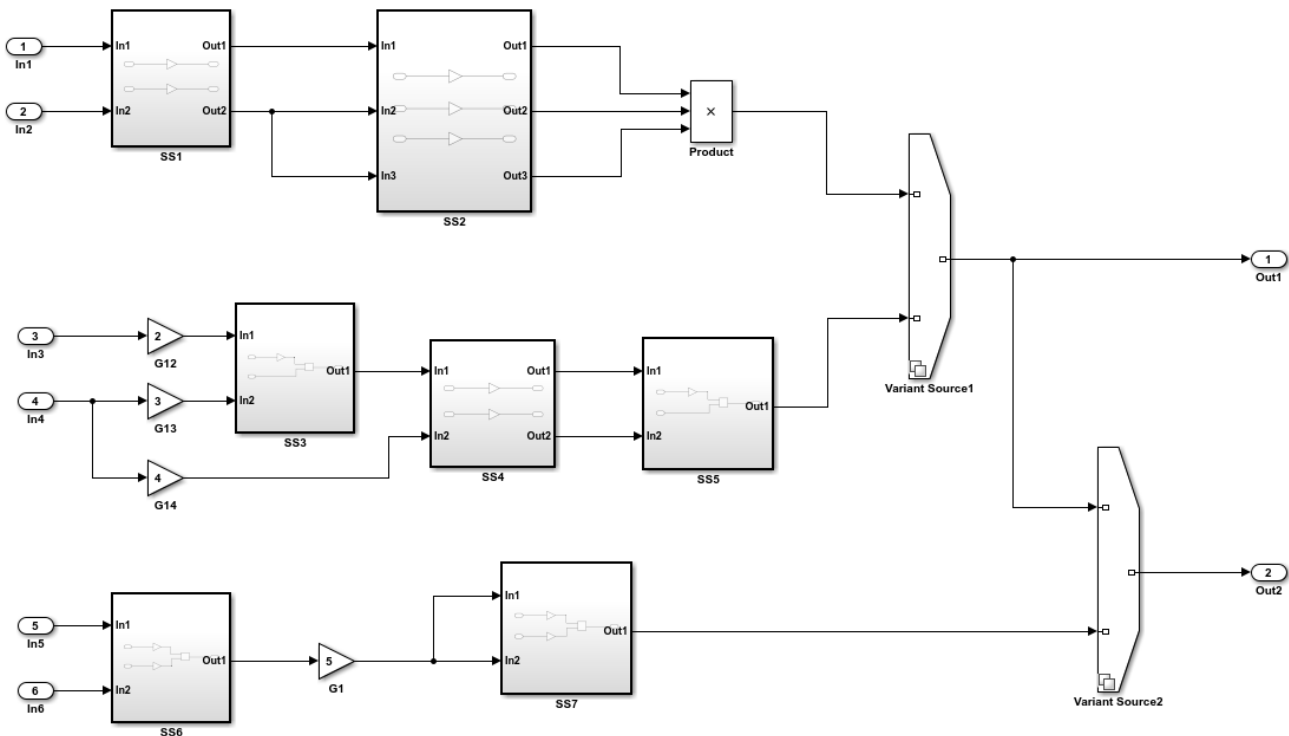 1
In1
2
In2
In1
In2
Out1
Out2
SS1
In1
In2
In3
Out1
Out2
Out3
SS2
×
Product
Variant Source1
1
Out1
3
In3
4
In4
2
G12
3
G13
4
G14
In1
In2
Out1
SS3
In1
In2
Out1
Out2
SS4
In1
In2
Out1
SS5
5
In5
6
In6
In1
In2
Out1
SS6
5
G1
In1
In2
Out1
SS7
Variant Source2
2
Out2